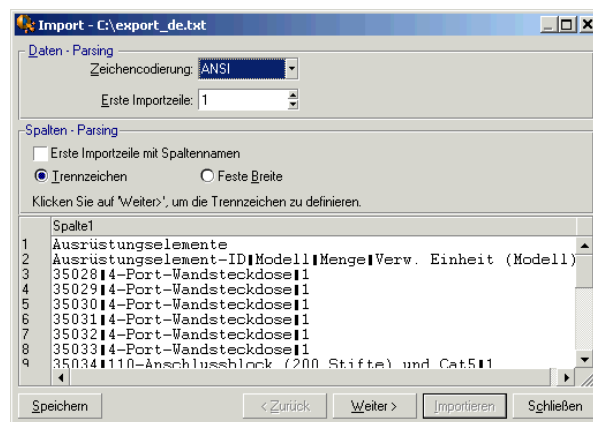 Import - C:\export_de.txt
Daten - Parsing
Zeichencodierung: ANSI
Erste Importzeile: 1
Spalten - Parsing
Erste Importzeile mit Spaltennamen
Trennzeichen Feste Breite
Klicken Sie auf 'Weiter>', um die Trennzeichen zu definieren.
Spalte1
1 Ausrüstungselemente
2 Ausrüstungselement-ID▌Modell▌Menge▌Verw. Einheit (Modell)
3 35028▌4-Port-Wandsteckdose▌1
4 35029▌4-Port-Wandsteckdose▌1
5 35030▌4-Port-Wandsteckdose▌1
6 35031▌4-Port-Wandsteckdose▌1
7 35032▌4-Port-Wandsteckdose▌1
8 35033▌4-Port-Wandsteckdose▌1
9 35034▌110-Anschlussblock (200 Stifte) und Cat5▌1
Speichern < Zurück Weiter > Importieren Schließen